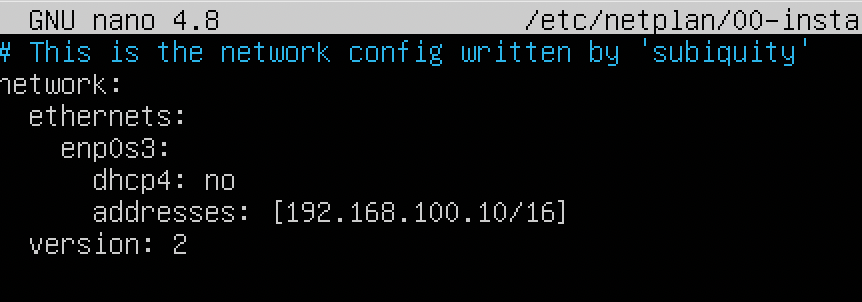 GNU nano 4.8 /etc/netplan/00-insta
# This is the network config written by 'subiquity'
network:
  ethernets:
    enp0s3:
      dhcp4: no
      addresses: [192.168.100.10/16]
  version: 2